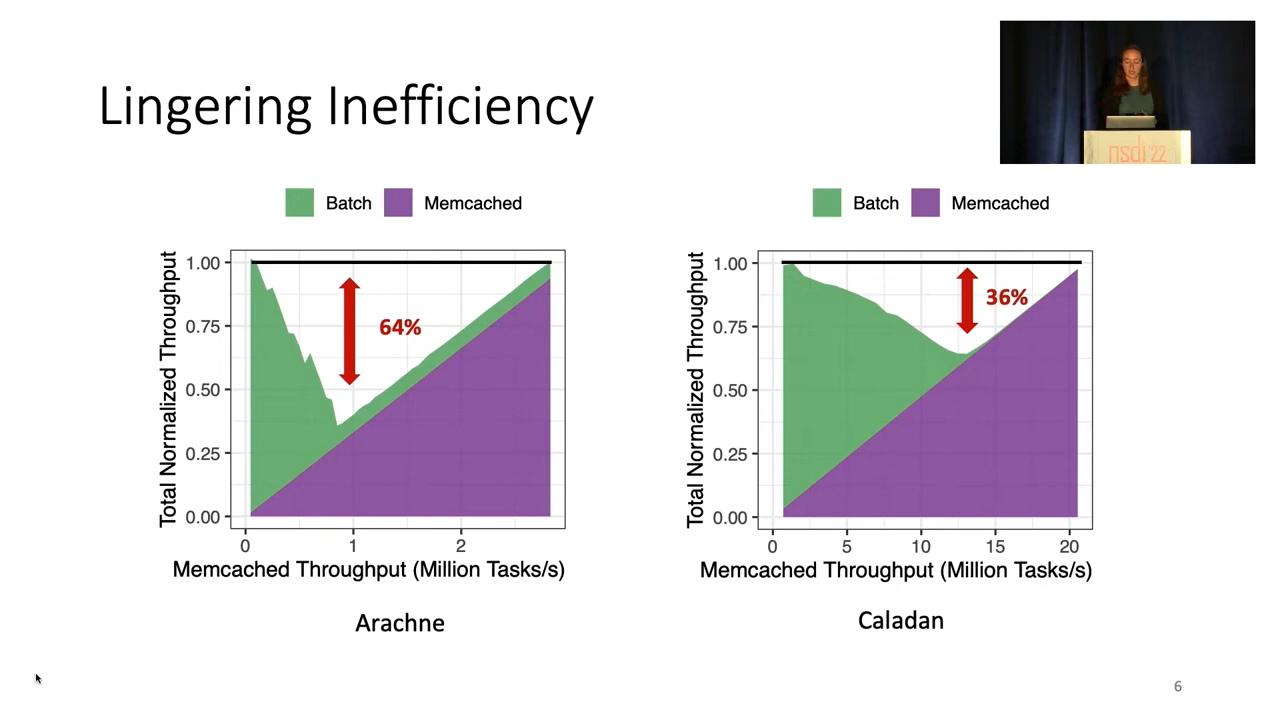 Lingering Inefficiency
nsdi '22
Batch Memcached
Total Normalized Throughput
1.00
0.75
0.50
0.25
0.00
64%
0 1 2
Memcached Throughput (Million Tasks/s)
Arachne
Batch Memcached
Total Normalized Throughput
1.00
0.75
0.50
0.25
0.00
36%
0 5 10 15 20
Memcached Throughput (Million Tasks/s)
Caladan
6